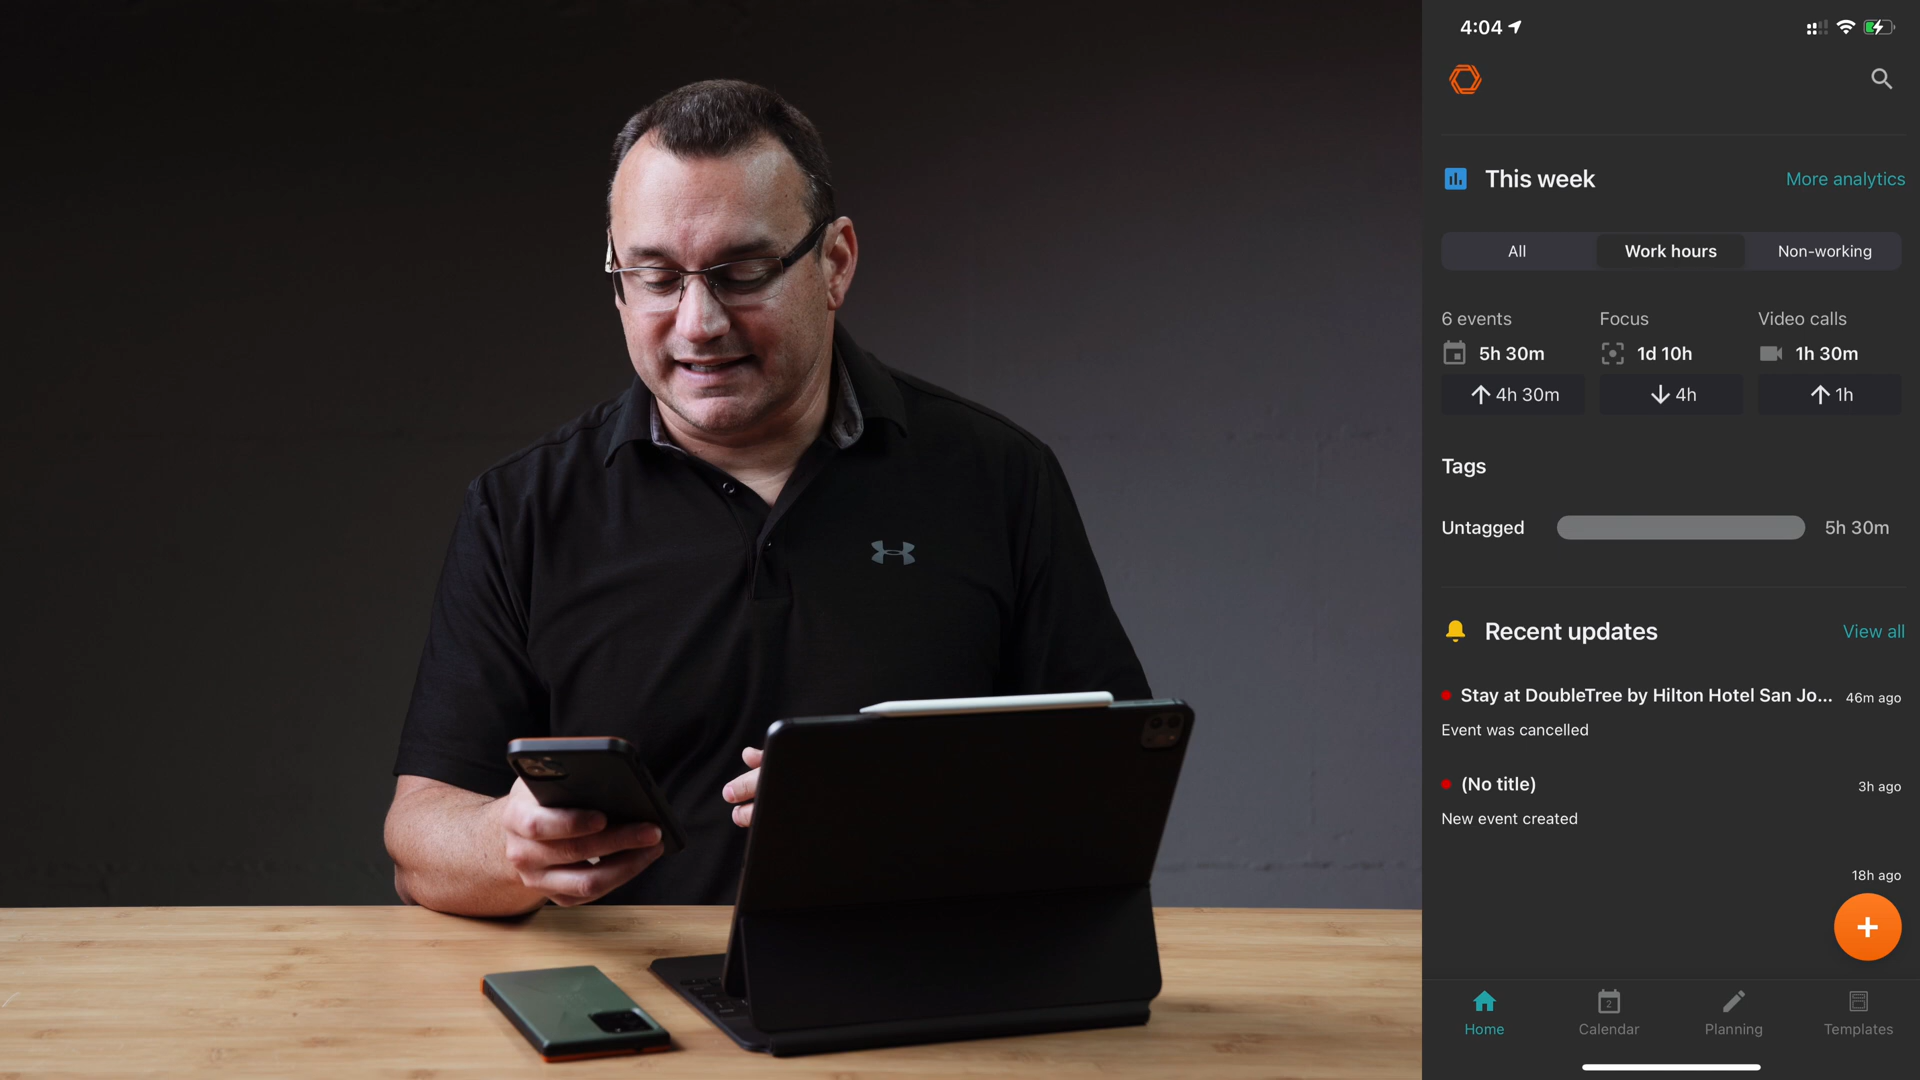 4:04
This week
More analytics
All
Work hours
Non-working
6 events
Focus
Video calls
5h 30m
1d 10h
1h 30m
4h 30m
4h
1h
Tags
Untagged
5h 30m
Recent updates
View all
Stay at DoubleTree by Hilton Hotel San Jo...
46m ago
Event was cancelled
(No title)
3h ago
New event created
18h ago
+
2
Home
Calendar
Planning
Templates